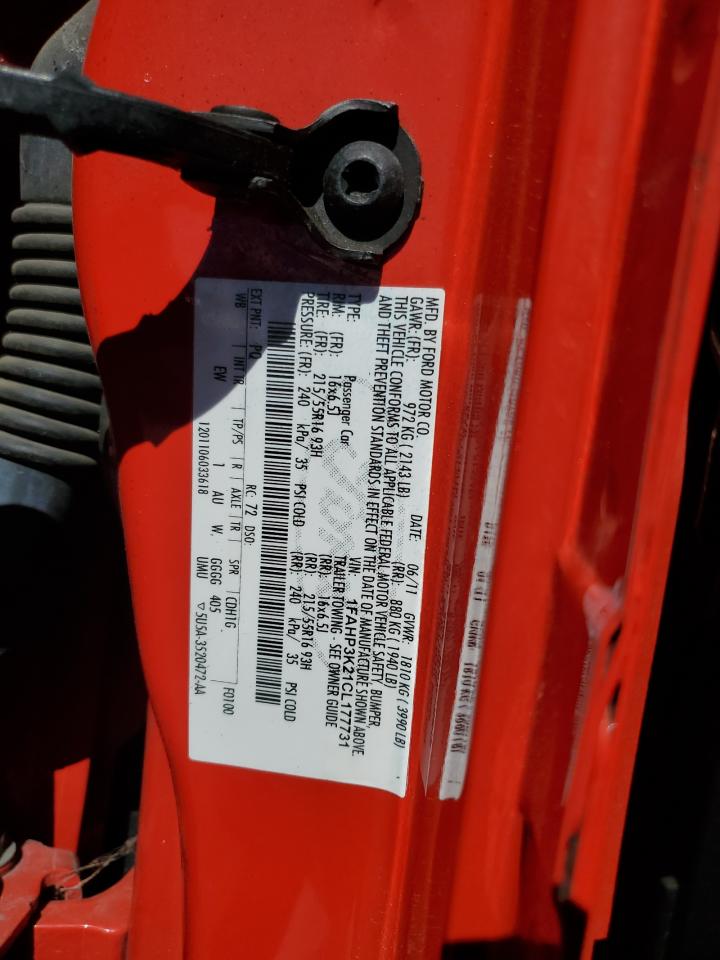 MFD. BY FORD MOTOR CO.
DATE: 06/11 GVWR: 1810 KG ( 3990 LB)
GAWR: (FR): 972 KG ( 2143 LB) (RR): 880 KG ( 1940 LB)
THIS VEHICLE CONFORMS TO ALL APPLICABLE FEDERAL MOTOR VEHICLE SAFETY BUMPER,
AND THEFT PREVENTION STANDARDS IN EFFECT ON THE DATE OF MANUFACTURE SHOWN ABOVE.
VIN: 1FAHP3K21CL177731
TYPE: Passenger Car TRAILER TOWING - SEE OWNER GUIDE
RIM: (FR): 16x6.5J (RR): 16x6.5J
TIRE: (FR): 215/55R16 93H (RR): 215/55R16 93H
PRESSURE: (FR) 240 kPa/ 35 PSI COLD (RR): 240 kPa/ 35 PSI COLD
EXT PNT: PQ RC: 72 DSO: F0100
WB INT TR TP/PS R AXLE TR SPR CDH1G
EW 1 AU W. GGGG 405
1201106033618 UMU ▽5U5A-3520472-AA